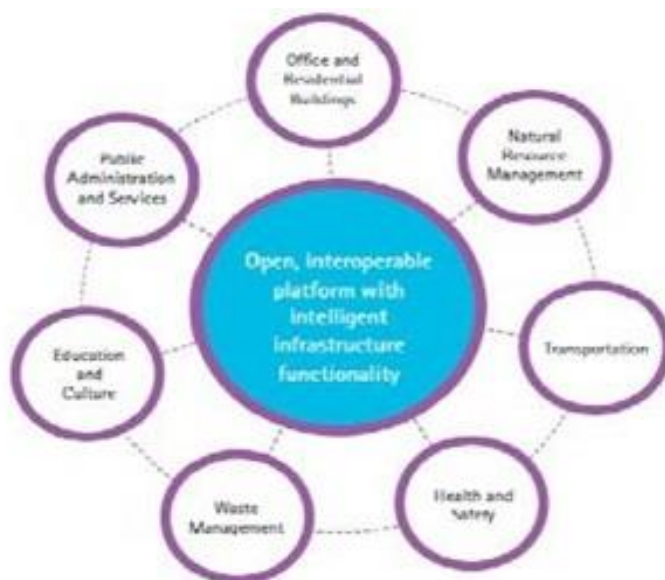 Office and
Residential
Buildings
Natural
Resource
Management
Public
Administration
and Services
Open, interoperable
platform with
intelligent
infrastructure
functionality
Transportation
Education
and
Culture
Health and
Safety
Waste
Management